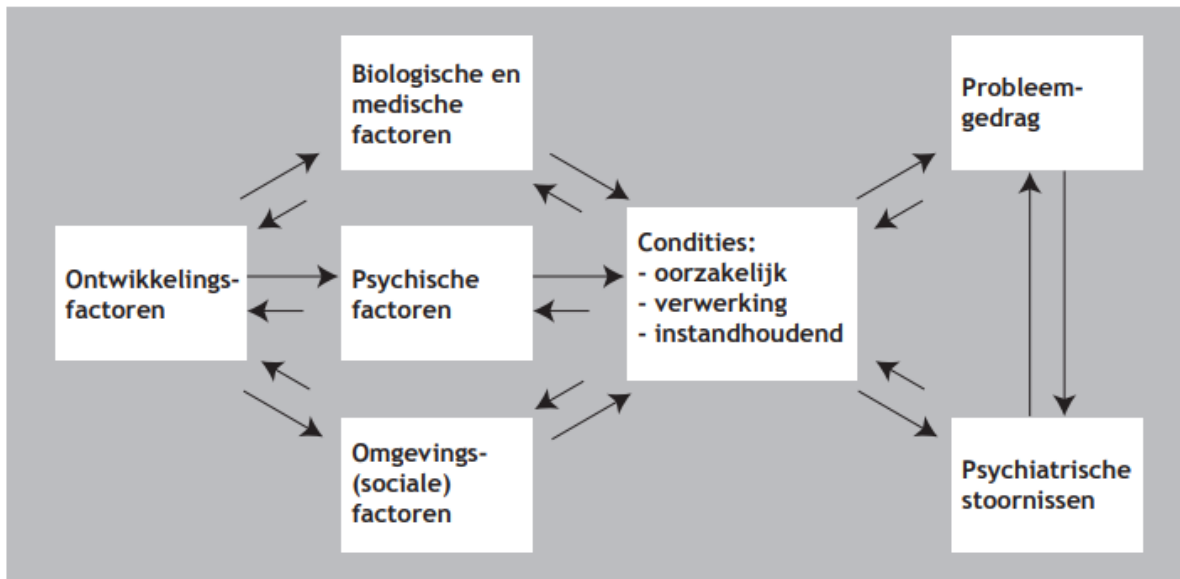 Biologische en
medische
factoren
Probleem-
gedrag
Ontwikkelings-
factoren
Psychische
factoren
Condities:
- oorzakelijk
- verwerking
- instandhoudend
Omgevings-
(sociale)
factoren
Psychiatrische
stoornissen